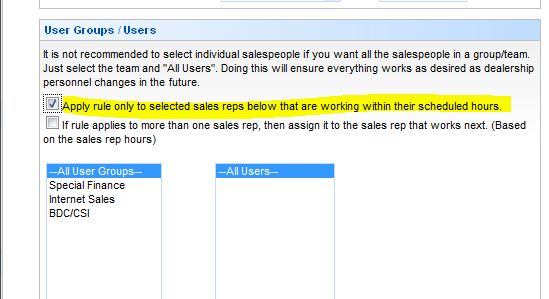 User Groups / Users
It is not recommended to select individual salespeople if you want all the salespeople in a group/team.
Just select the team and "All Users". Doing this will ensure everything works as desired as dealership
personnel changes in the future.
Apply rule only to selected sales reps below that are working within their scheduled hours.
If rule applies to more than one sales rep, then assign it to the sales rep that works next. (Based
on the sales rep hours)
--All User Groups--
Special Finance
Internet Sales
BDC/CSI
--All Users--